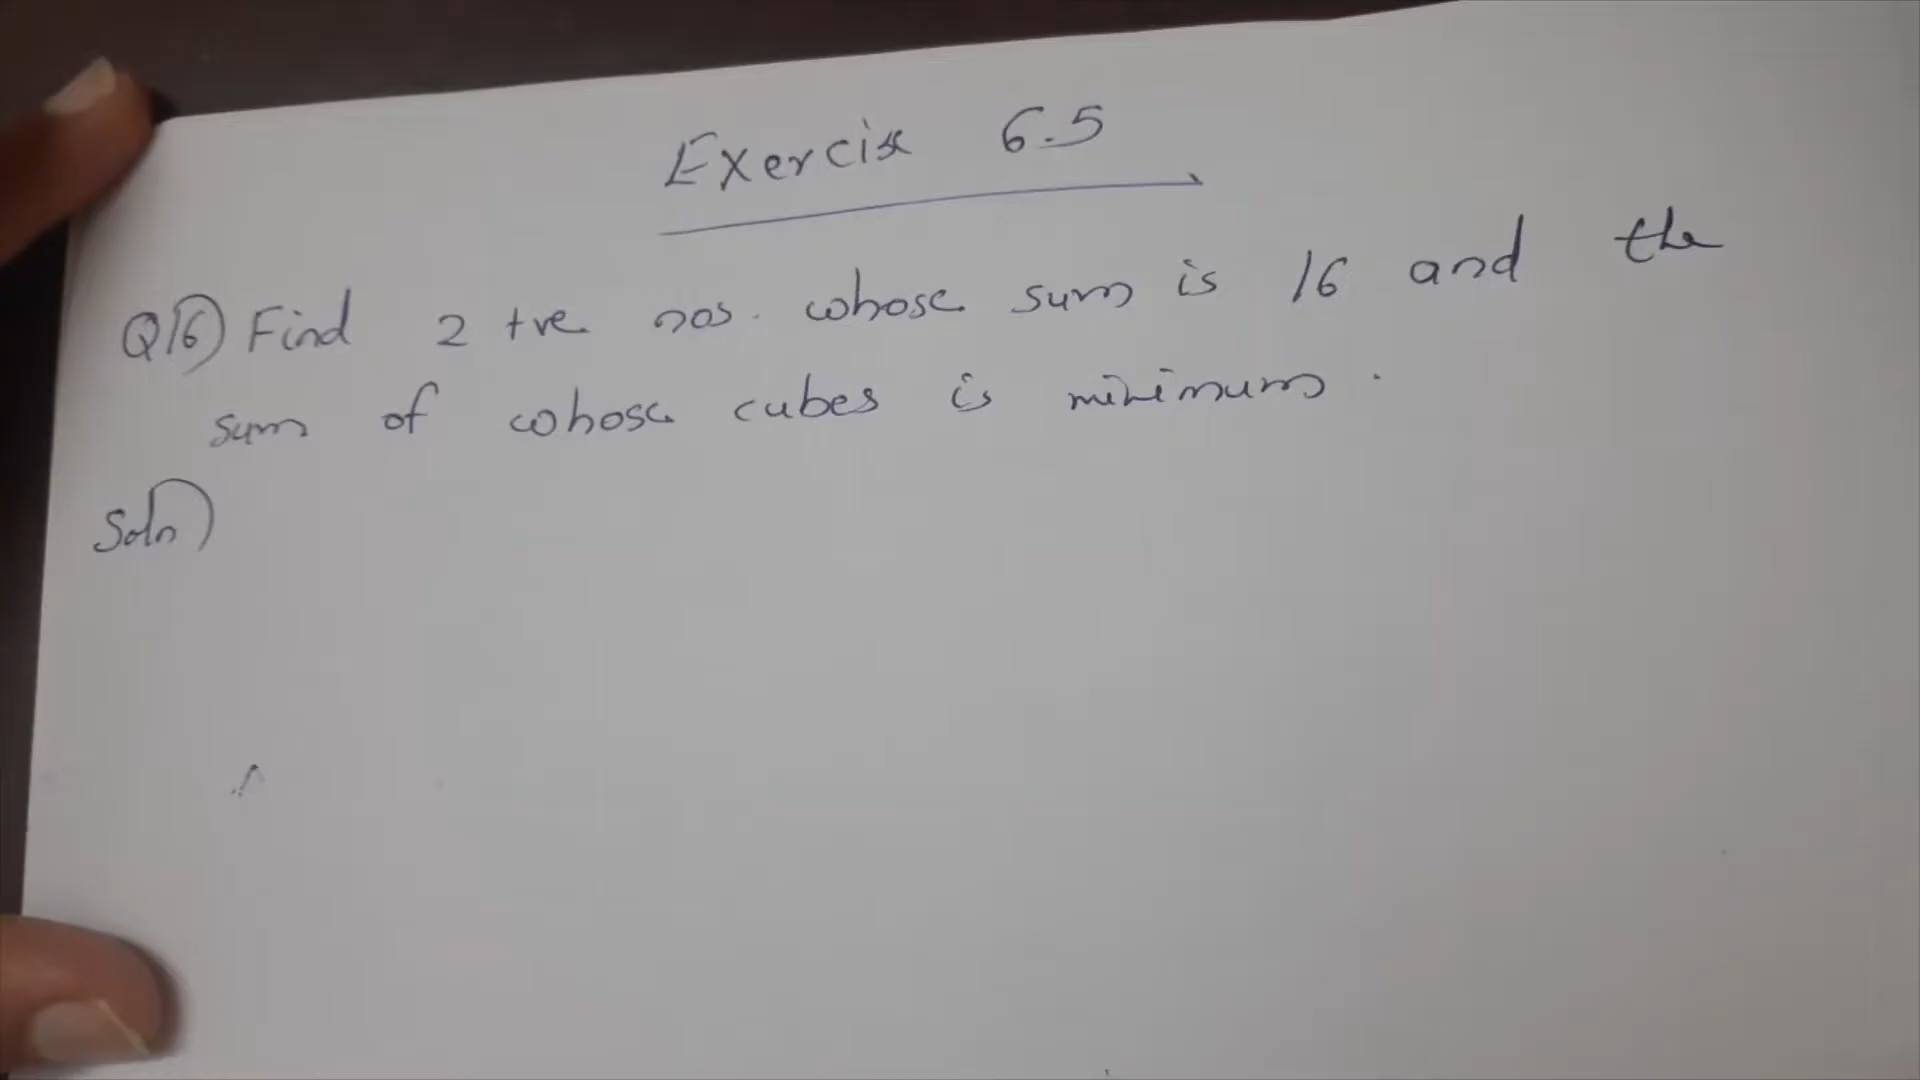 Exercise 6.5
Q16) Find 2 +ve nos. whose sum is 16 and the
sum of whose cubes is minimum.
Soln)